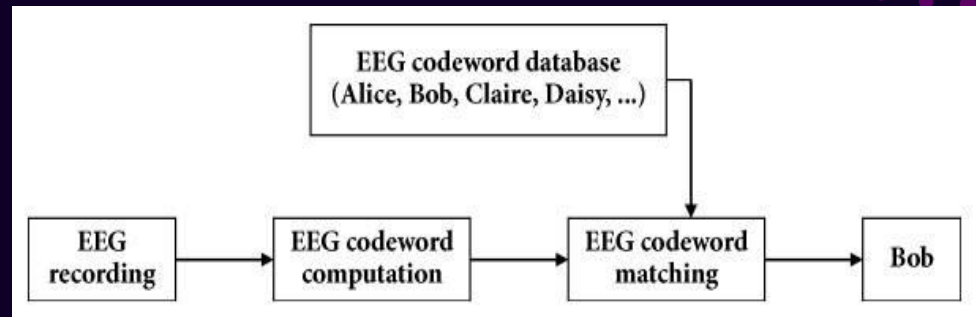 EEG codeword database
(Alice, Bob, Claire, Daisy, ...)
EEG
recording
EEG codeword
computation
EEG codeword
matching
Bob